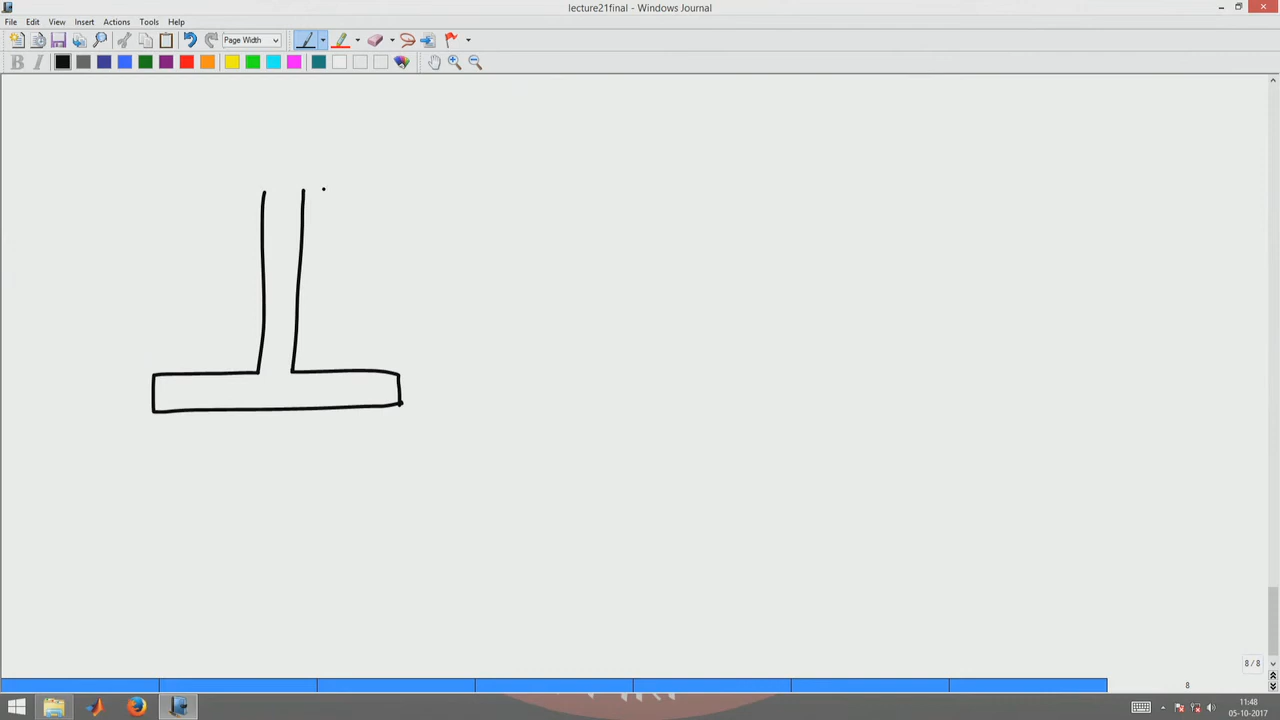 lecture21final - Windows Journal
File Edit View Insert Actions Tools Help
Page Width
B I
8 / 8
8
11:48
05-10-2017